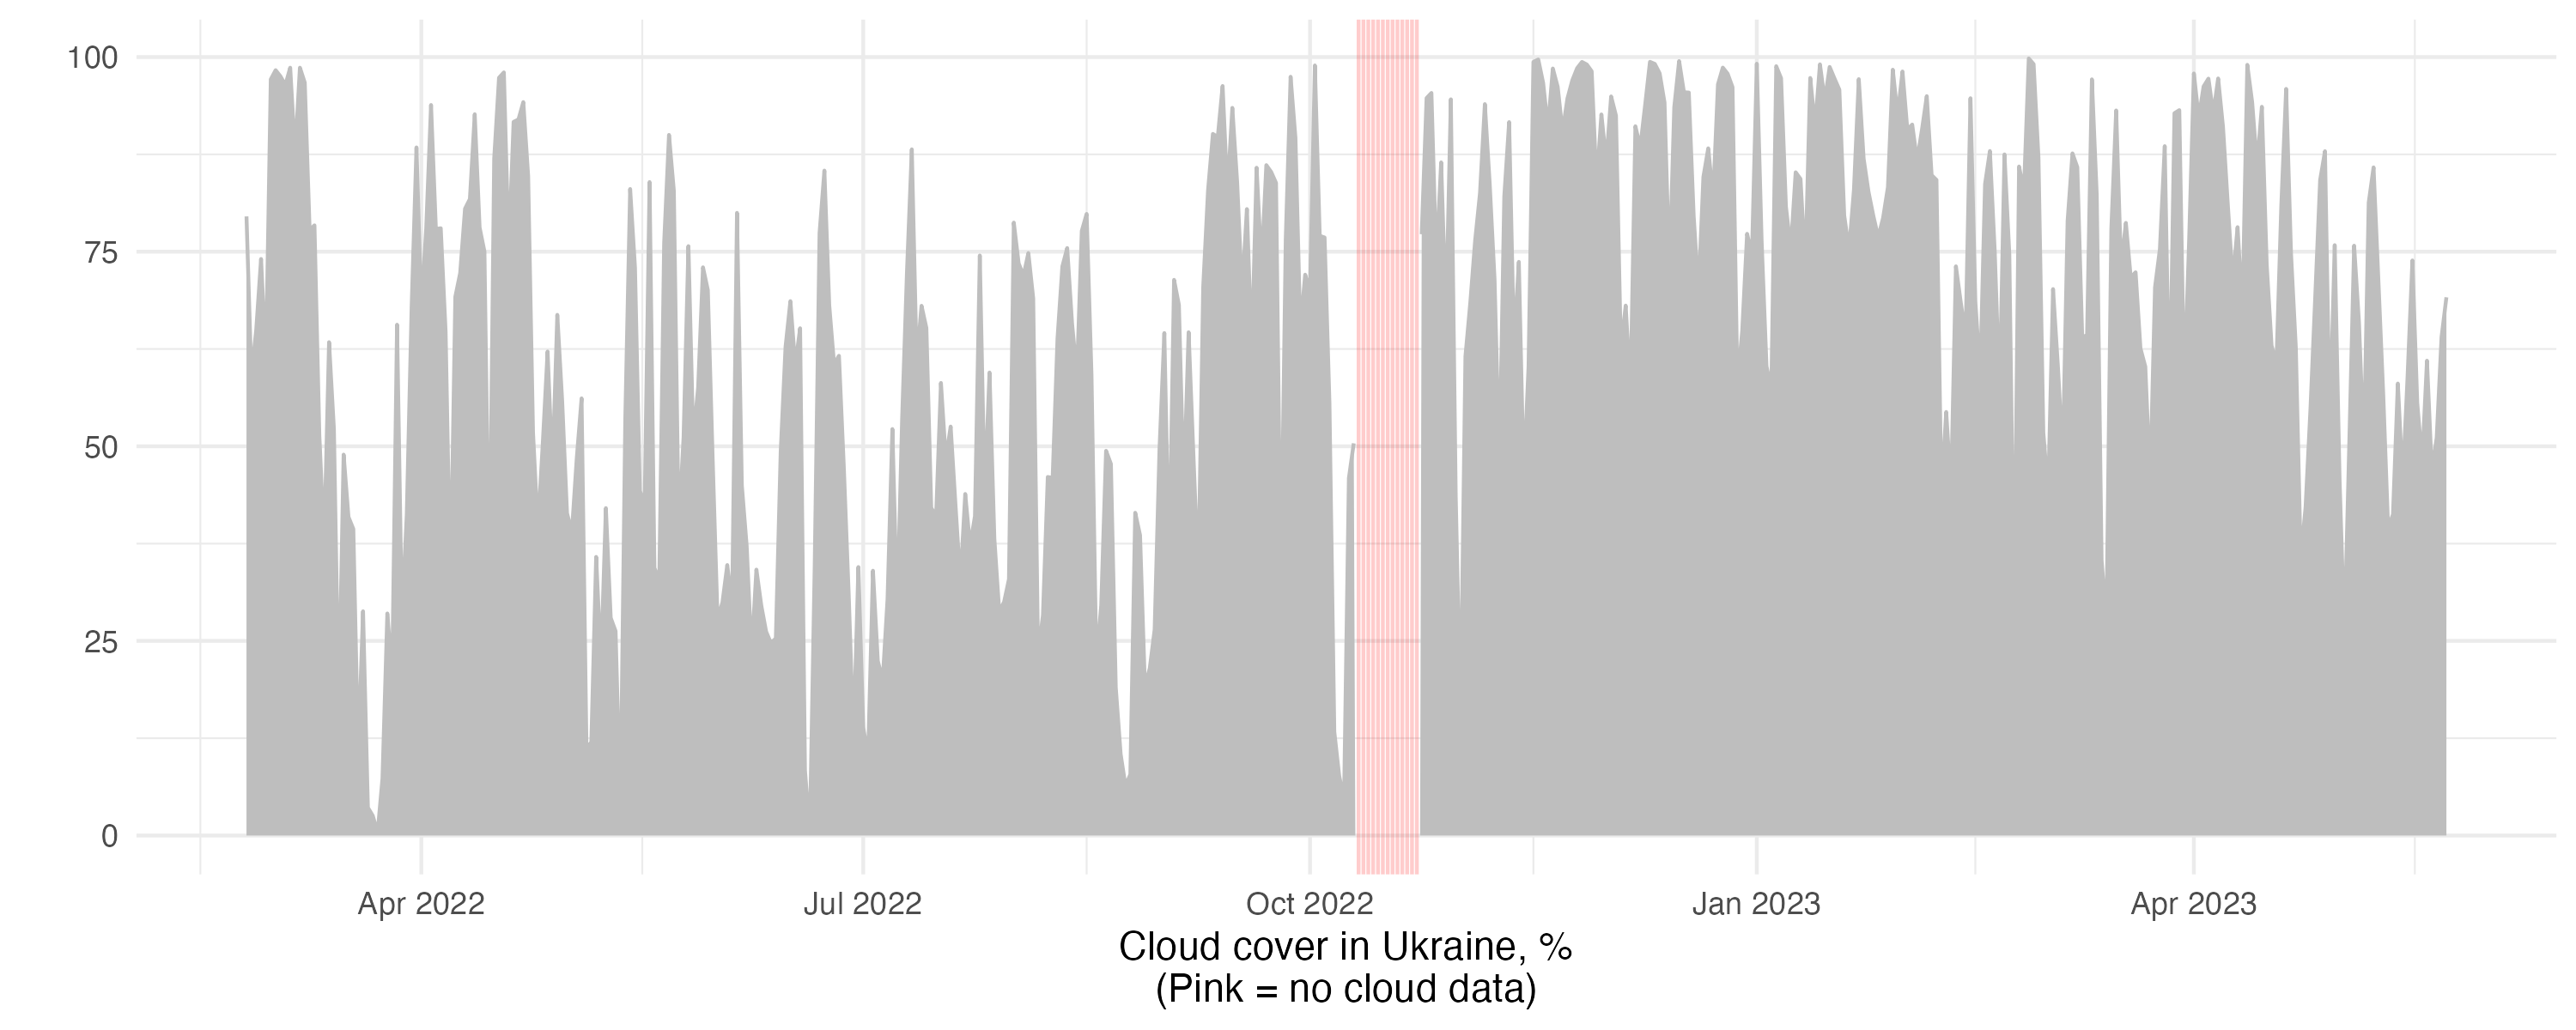 100
75
50
25
0
Apr 2022
Jul 2022
Oct 2022
Jan 2023
Apr 2023
Cloud cover in Ukraine, %
(Pink = no cloud data)